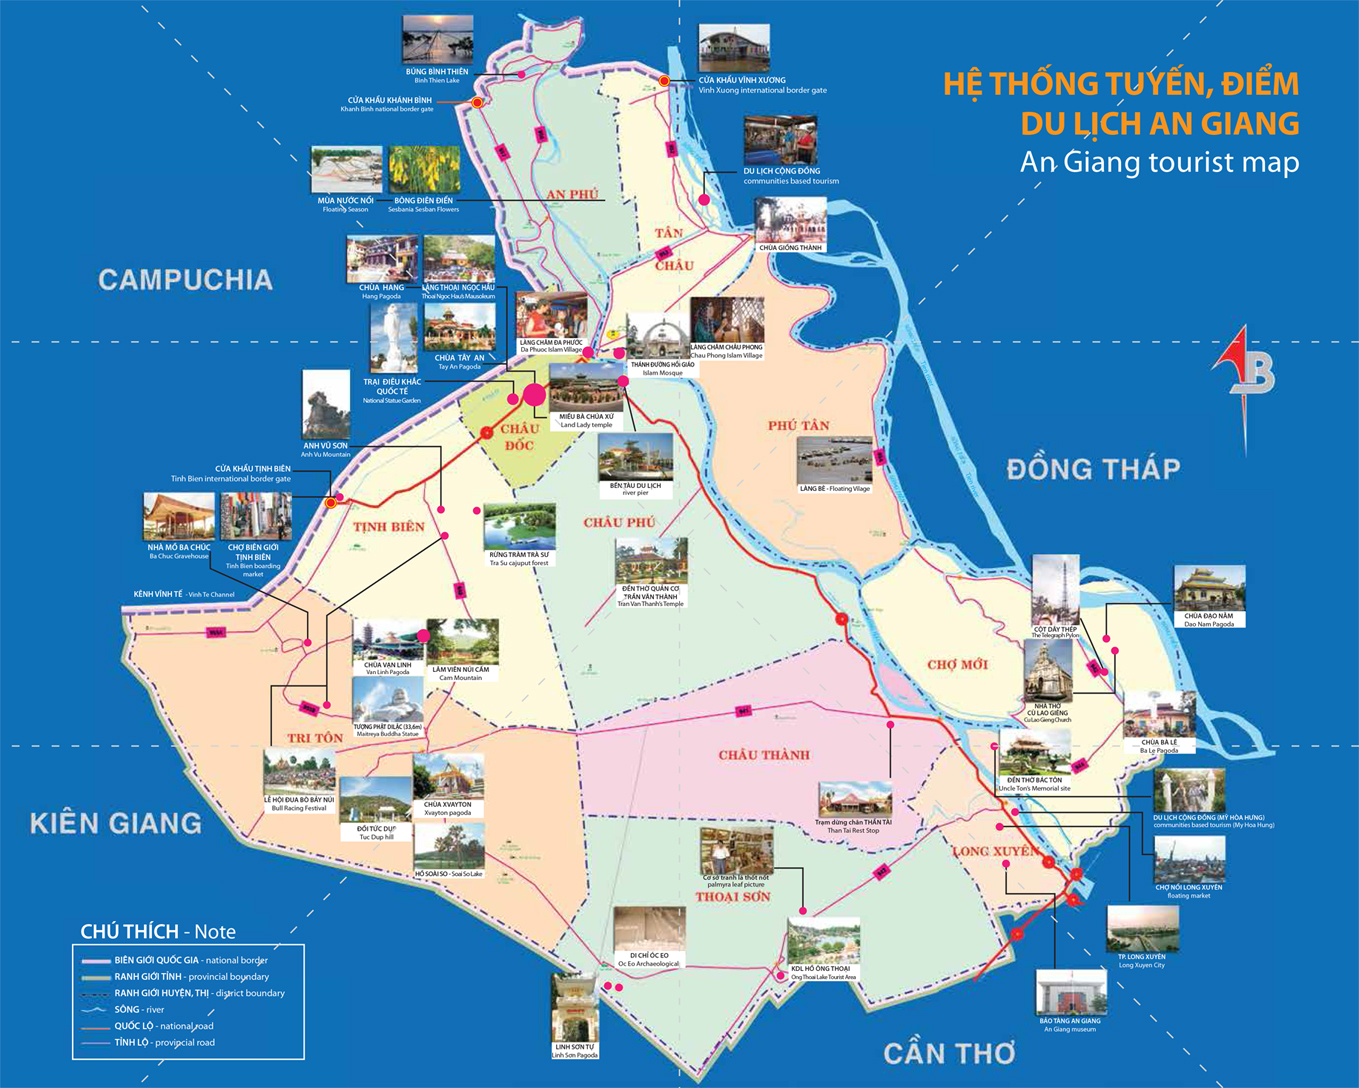 HỆ THỐNG TUYẾN, ĐIỂM
DU LỊCH AN GIANG
An Giang tourist map
BÚNG BÌNH THIÊN
Binh Thien Lake
CỬA KHẨU KHÁNH BÌNH
Khanh Binh national border gate
CỬA KHẨU VĨNH XƯƠNG
Vinh Xuong international border gate
DU LỊCH CỘNG ĐỒNG
communities based tourism
MÙA NƯỚC NỔI
Floating Season
BÔNG ĐIÊN ĐIỂN
Sesbania Sesban Flowers
AN PHÚ
TÂN
CHÂU
CHÙA GIỒNG THÀNH
CAMPUCHIA
CHÙA HANG
Hang Pagoda
LĂNG THOẠI NGỌC HẦU
Thoai Ngoc Hau's Mausoleum
CHÙA TÂY AN
Tay An Pagoda
TRẠI ĐIÊU KHẮC
QUỐC TẾ
National Statue Garden
LÀNG CHĂM ĐA PHƯỚC
Da Phuoc Islam Village
THÁNH ĐƯỜNG HỒI GIÁO
Islam Mosque
LÀNG CHĂM CHÂU PHONG
Chau Phong Islam Village
MIẾU BÀ CHÚA XỨ
Land Lady temple
CHÂU
ĐỐC
BẾN TÀU DU LỊCH
river pier
PHÚ TÂN
LÀNG BÈ - Floating Vilage
ĐỒNG THÁP
B
ANH VŨ SƠN
Anh Vu Mountain
CỬA KHẨU TỊNH BIÊN
Tinh Bien international border gate
NHÀ MỒ BA CHÚC
Ba Chuc Gravehouse
CHỢ BIÊN GIỚI
TỊNH BIÊN
Tinh Bien boarding
market
TỊNH BIÊN
RỪNG TRÀM TRÀ SƯ
Tra Su cajuput forest
CHÂU PHÚ
ĐỀN THỜ QUẢN CƠ
TRẦN VĂN THÀNH
Tran Van Thanh's Temple
KÊNH VĨNH TẾ - Vinh Te Channel
CHÙA VẠN LINH
Van Linh Pagoda
LÂM VIÊN NÚI CẤM
Cam Mountain
TƯỢNG PHẬT DI LẶC (33,6m)
Maitreya Buddha Statue
TRI TÔN
LỄ HỘI ĐUA BÒ BẢY NÚI
Bull Racing Festival
ĐỒI TỨC DỤP
Tuc Dup hill
CHÙA XVAYTON
Xvayton pagoda
HỒ SOÀI SO - Soai So Lake
KIÊN GIANG
CHỢ MỚI
CỘT DÂY THÉP
The Telegraph Pylon
CHÙA ĐẠO NẰM
Dao Nam Pagoda
NHÀ THỜ
CÙ LAO GIÊNG
Cu Lao Gieng Church
CHÙA BÀ LÊ
Ba Le Pagoda
941
CHÂU THÀNH
ĐỀN THỜ BÁC TÔN
Uncle Ton's Memorial site
Trạm dừng chân THẦN TÀI
Than Tai Rest Stop
DU LỊCH CỘNG ĐỒNG (MỸ HÒA HƯNG)
communities based tourism (My Hoa Hung)
LONG XUYÊN
CHỢ NỔI LONG XUYÊN
floating market
TP. LONG XUYÊN
Long Xuyen City
BẢO TÀNG AN GIANG
An Giang museum
Cơ sở tranh lá thốt nốt
palmyra leaf picture
THOẠI SƠN
DI CHỈ ÓC EO
Oc Eo Archaeological
KDL HỒ ÔNG THOẠI
Ong Thoai Lake Tourist Area
LINH SƠN TỰ
Linh Son Pagoda
CẦN THƠ
CHÚ THÍCH - Note
BIÊN GIỚI QUỐC GIA - national border
RANH GIỚI TỈNH - provincial boundary
RANH GIỚI HUYỆN, THỊ - district boundary
SÔNG - river
QUỐC LỘ - national road
TỈNH LỘ - provincial road